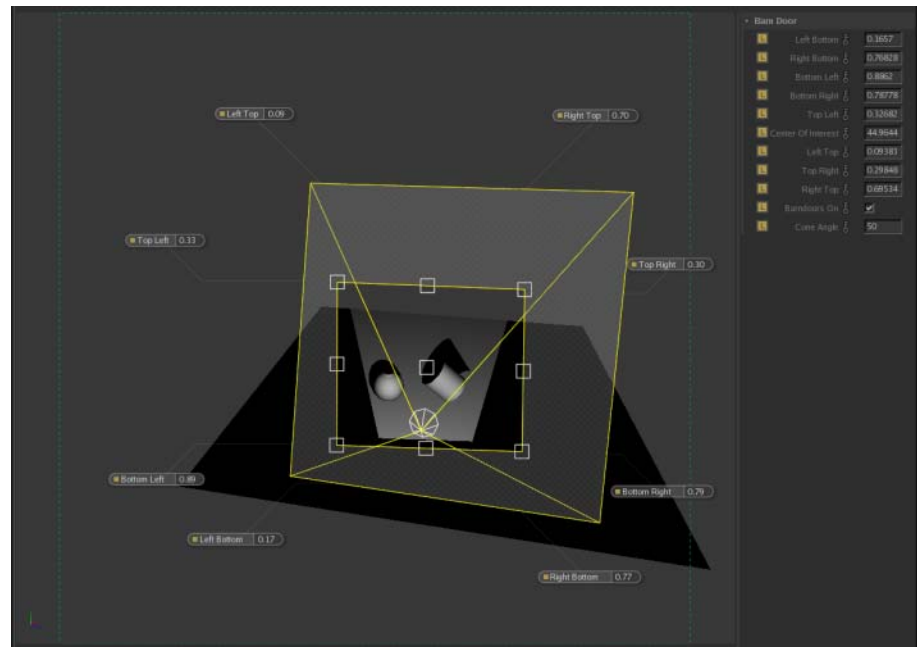 Barn Door
Left Bottom 0.1657
Right Bottom 0.76828
Bottom Left 0.8862
Bottom Right 0.78778
Top Left 0.32682
Center Of Interest 44.9644
Left Top 0.09381
Top Right 0.29848
Right Top 0.69534
Barndoors On
Cone Angle 50
Left Top 0.09
Right Top 0.70
Top Left 0.33
Top Right 0.30
Bottom Left 0.89
Bottom Right 0.79
Left Bottom 0.17
Right Bottom 0.77